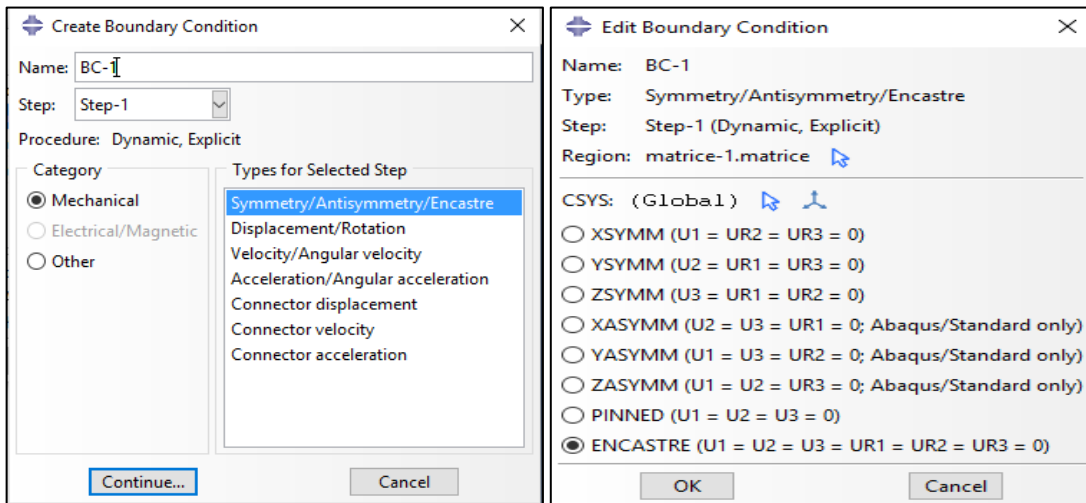 Create Boundary Condition
Name: BC-1
Step: Step-1
Procedure: Dynamic, Explicit
Category
Mechanical
Electrical/Magnetic
Other
Types for Selected Step
Symmetry/Antisymmetry/Encastre
Displacement/Rotation
Velocity/Angular velocity
Acceleration/Angular acceleration
Connector displacement
Connector velocity
Connector acceleration
Continue...
Cancel
Edit Boundary Condition
Name: BC-1
Type: Symmetry/Antisymmetry/Encastre
Step: Step-1 (Dynamic, Explicit)
Region: matrice-1.matrice
CSYS: (Global)
XSYMM (U1 = UR2 = UR3 = 0)
YSYMM (U2 = UR1 = UR3 = 0)
ZSYMM (U3 = UR1 = UR2 = 0)
XASYMM (U2 = U3 = UR1 = 0; Abaqus/Standard only)
YASYMM (U1 = U3 = UR2 = 0; Abaqus/Standard only)
ZASYMM (U1 = U2 = UR3 = 0; Abaqus/Standard only)
PINNED (U1 = U2 = U3 = 0)
ENCASTRE (U1 = U2 = U3 = UR1 = UR2 = UR3 = 0)
OK
Cancel